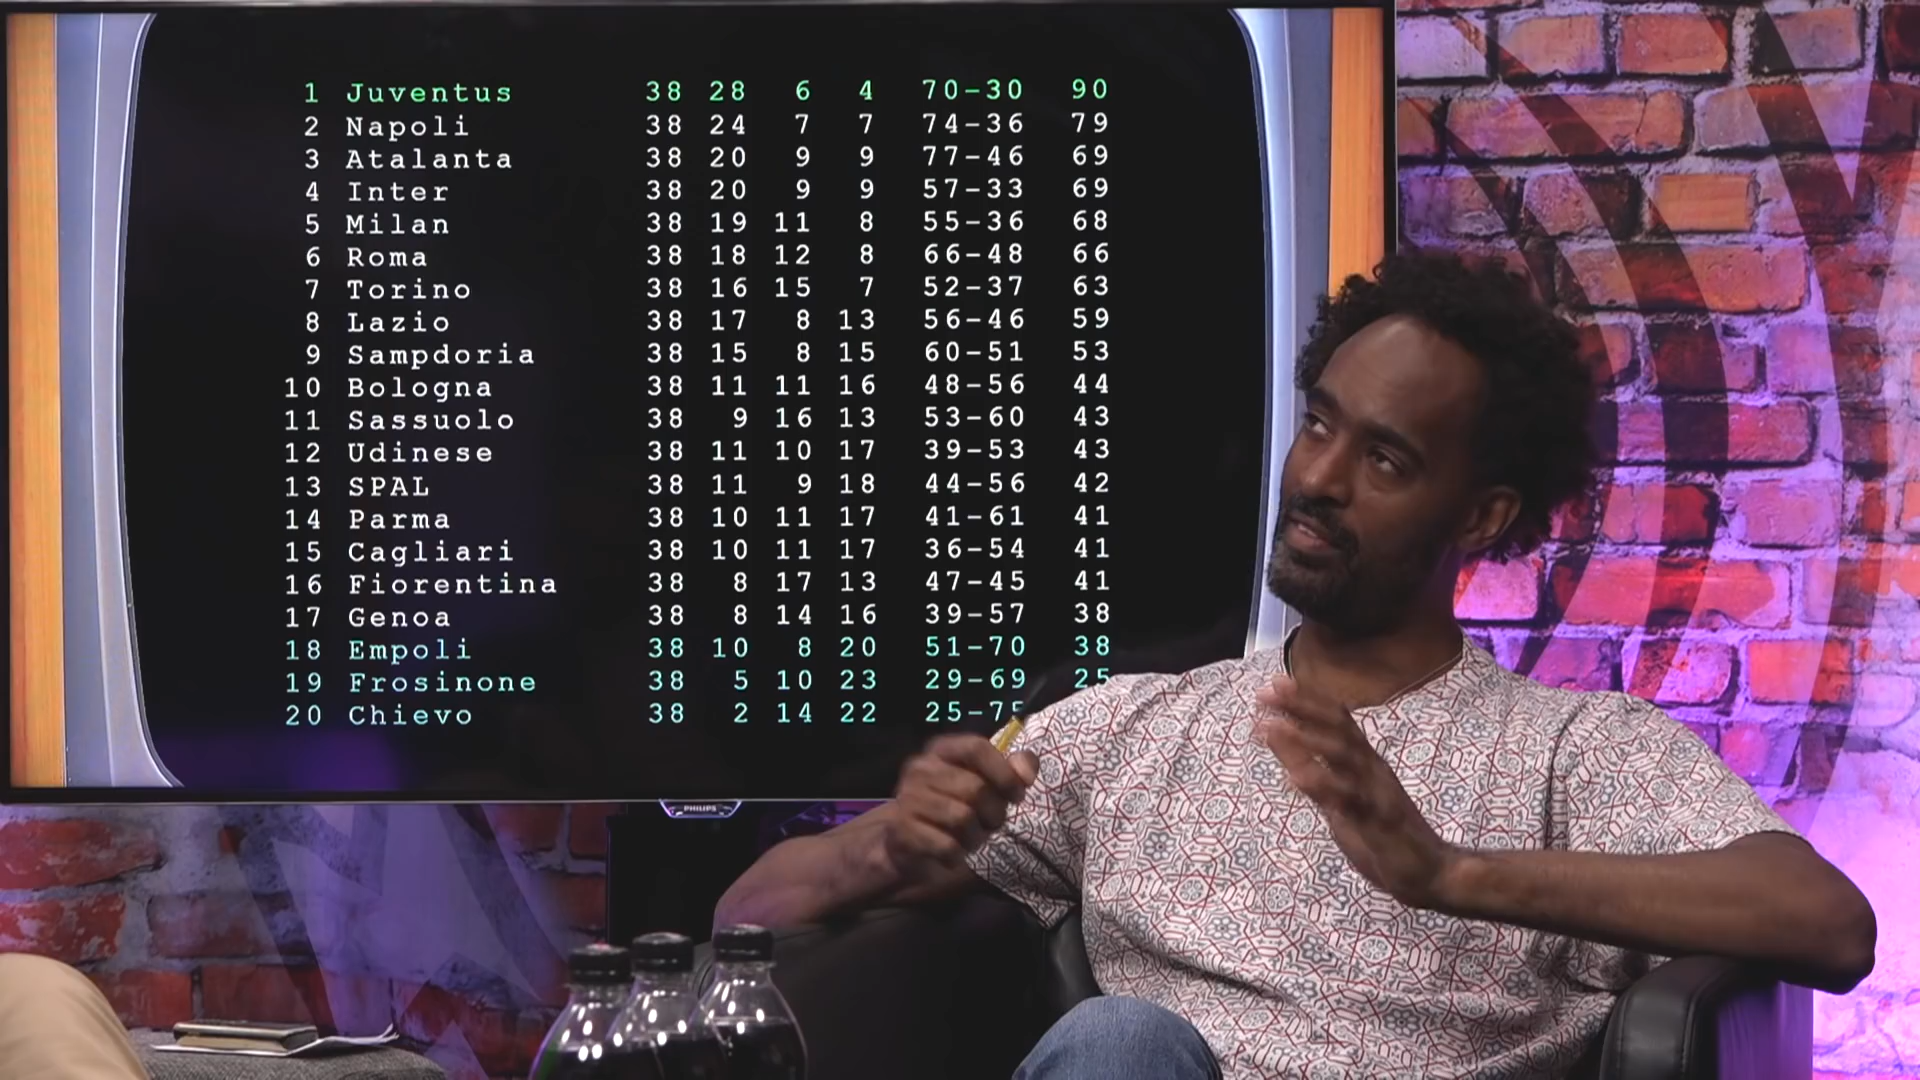 1 Juventus 38 28 6 4 70-30 90
2 Napoli 38 24 7 7 74-36 79
3 Atalanta 38 20 9 9 77-46 69
4 Inter 38 20 9 9 57-33 69
5 Milan 38 19 11 8 55-36 68
6 Roma 38 18 12 8 66-48 66
7 Torino 38 16 15 7 52-37 63
8 Lazio 38 17 8 13 56-46 59
9 Sampdoria 38 15 8 15 60-51 53
10 Bologna 38 11 11 16 48-56 44
11 Sassuolo 38 9 16 13 53-60 43
12 Udinese 38 11 10 17 39-53 43
13 SPAL 38 11 9 18 44-56 42
14 Parma 38 10 11 17 41-61 41
15 Cagliari 38 10 11 17 36-54 41
16 Fiorentina 38 8 17 13 47-45 41
17 Genoa 38 8 14 16 39-57 38
18 Empoli 38 10 8 20 51-70 38
19 Frosinone 38 5 10 23 29-69 25
20 Chievo 38 2 14 22 25-75
PHILIPS